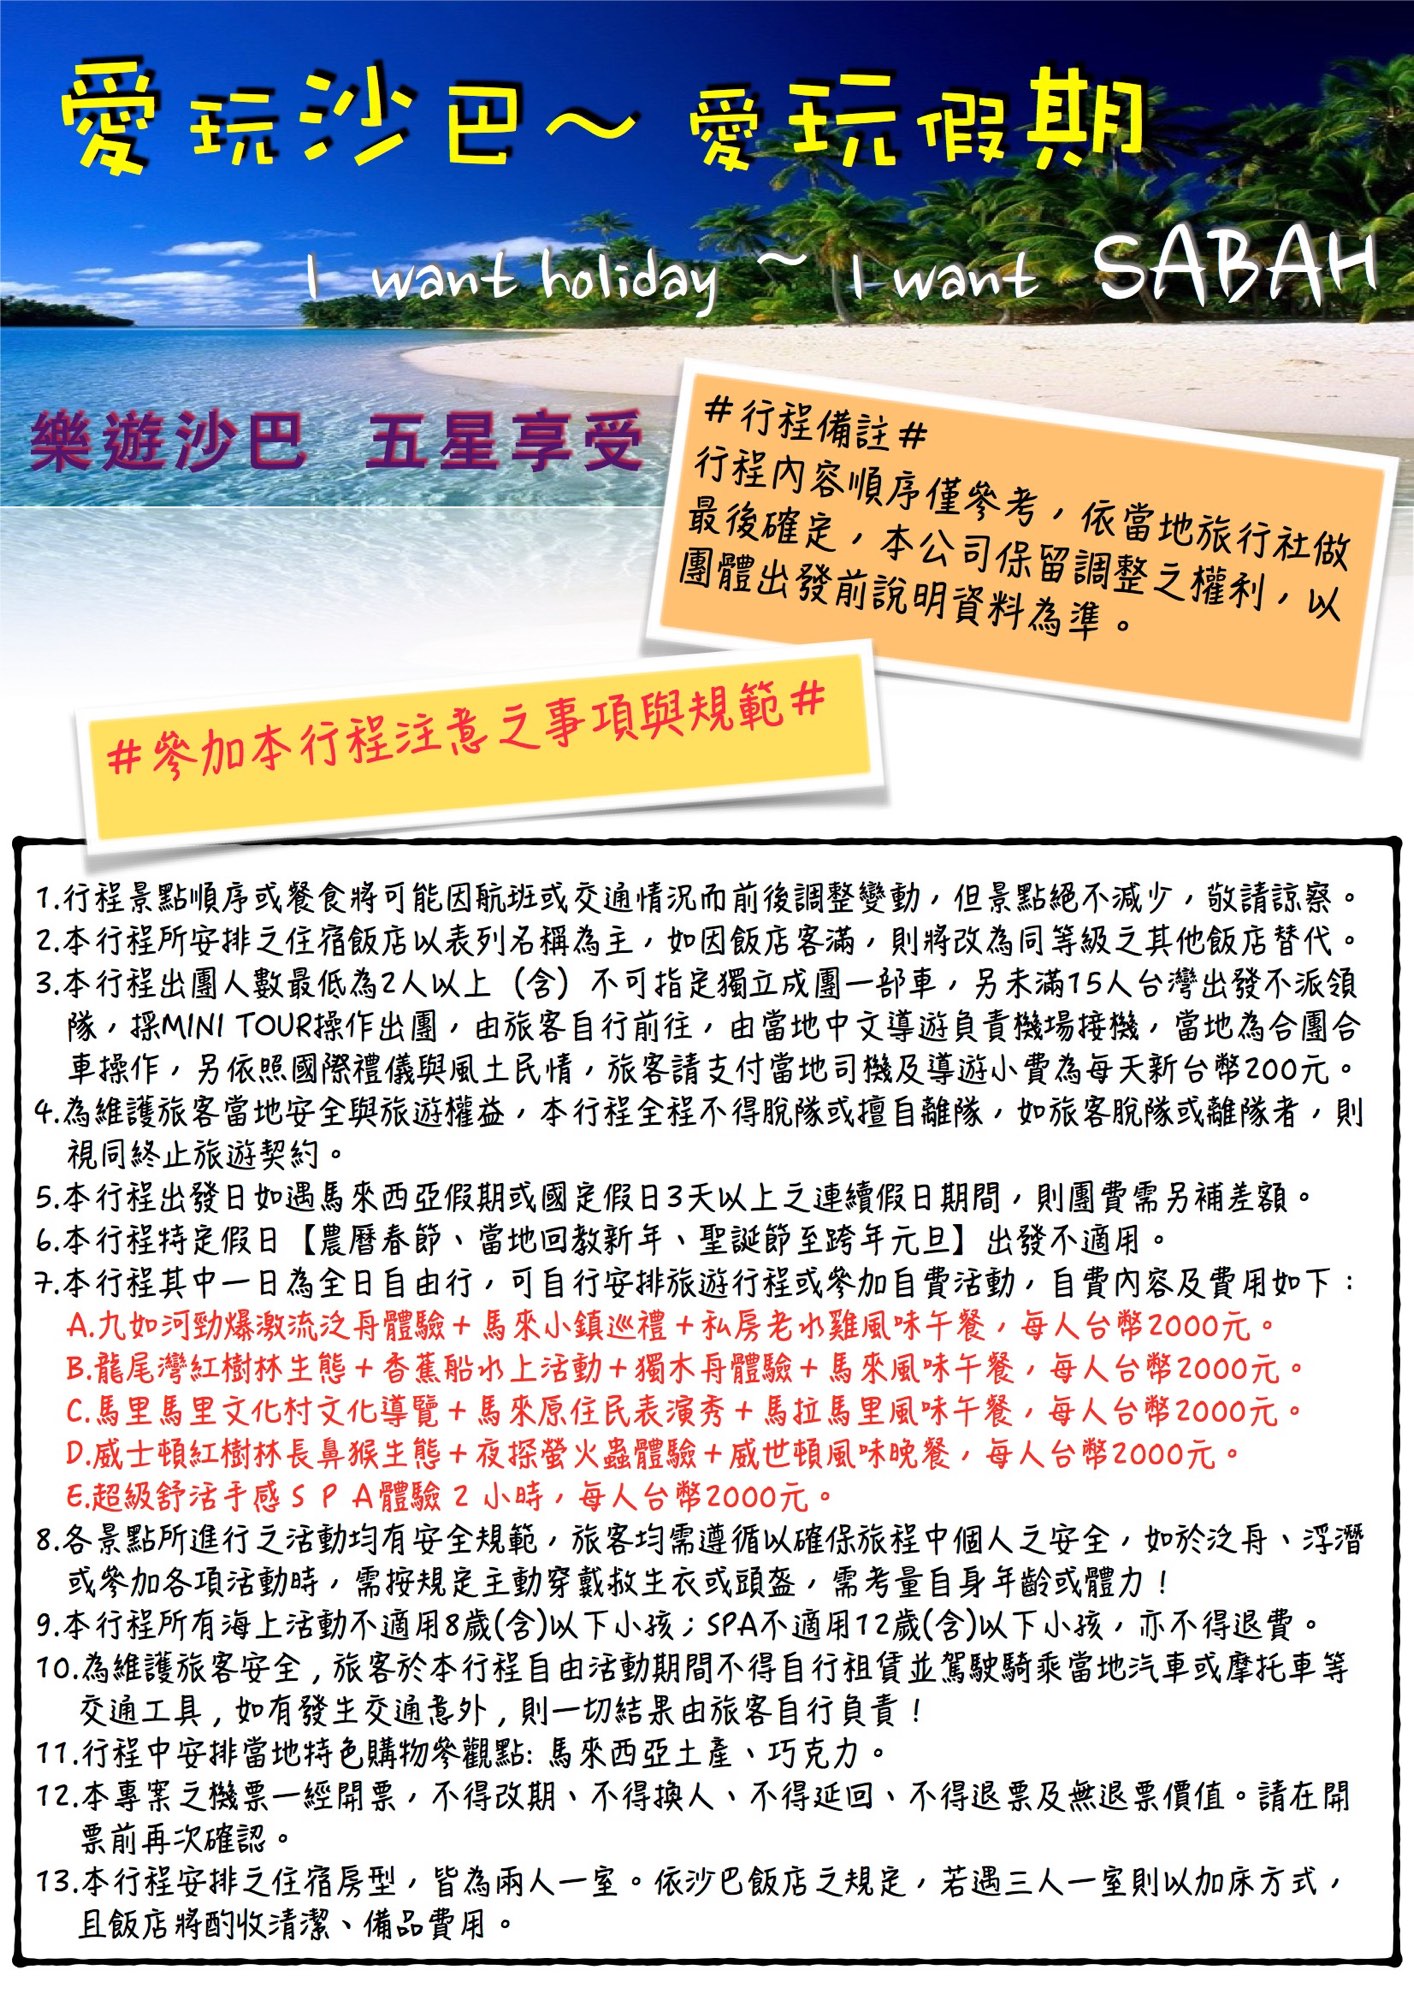 愛玩沙巴～愛玩假期
I want holiday ~ I want SABAH
樂遊沙巴 五星享受
#行程備註#
行程內容順序僅參考，依當地旅行社做
最後確定，本公司保留調整之權利，以
團體出發前說明資料為準。
#參加本行程注意之事項與規範#
1.行程景點順序或餐食將可能因航班或交通情況而前後調整變動，但景點絕不減少，敬請諒察。
2.本行程所安排之住宿飯店以表列名稱為主，如因飯店客滿，則將改為同等級之其他飯店替代。
3.本行程出團人數最低為2人以上（含）不可指定獨立成團一部車，另未滿15人台灣出發不派領
隊，採MINI TOUR操作出團，由旅客自行前往，由當地中文導遊負責機場接機，當地為合團合
車操作，另依照國際禮儀與風土民情，旅客請支付當地司機及導遊小費為每天新台幣200元。
4.為維護旅客當地安全與旅遊權益，本行程全程不得脫隊或擅自離隊，如旅客脫隊或離隊者，則
視同終止旅遊契約。
5.本行程出發日如遇馬來西亞假期或國定假日3天以上之連續假日期間，則團費需另補差額。
6.本行程特定假日【農曆春節、當地回教新年、聖誕節至跨年元旦】出發不適用。
7.本行程其中一日為全日自由行，可自行安排旅遊行程或參加自費活動，自費內容及費用如下：
A.九如河勁爆激流泛舟體驗＋馬來小鎮巡禮＋私房老水雞風味午餐，每人台幣2000元。
B.龍尾灣紅樹林生態＋香蕉船水上活動＋獨木舟體驗＋馬來風味午餐，每人台幣2000元。
C.馬里馬里文化村文化導覽＋馬來原住民表演秀＋馬拉馬里風味午餐，每人台幣2000元。
D.威士頓紅樹林長鼻猴生態＋夜探螢火蟲體驗＋威世頓風味晚餐，每人台幣2000元。
E.超級舒活手感ＳＰＡ體驗２小時，每人台幣2000元。
8.各景點所進行之活動均有安全規範，旅客均需遵循以確保旅程中個人之安全，如於泛舟、浮潛
或參加各項活動時，需按規定主動穿戴救生衣或頭盔，需考量自身年齡或體力！
9.本行程所有海上活動不適用8歲(含)以下小孩；SPA不適用12歲(含)以下小孩，亦不得退費。
10.為維護旅客安全,旅客於本行程自由活動期間不得自行租賃並駕駛騎乘當地汽車或摩托車等
交通工具,如有發生交通意外,則一切結果由旅客自行負責！
11.行程中安排當地特色購物參觀點: 馬來西亞土產、巧克力。
12.本專案之機票一經開票，不得改期、不得換人、不得延回、不得退票及無退票價值。請在開
票前再次確認。
13.本行程安排之住宿房型，皆為兩人一室。依沙巴飯店之規定，若遇三人一室則以加床方式，
且飯店將酌收清潔、備品費用。